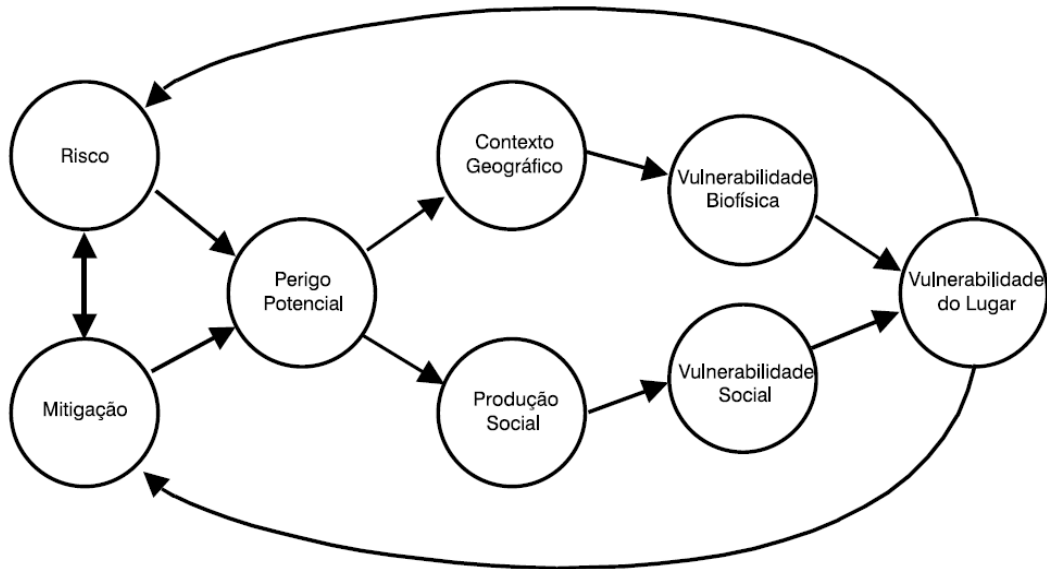 Risco
Contexto
Geográfico
Vulnerabilidade
Biofísica
Perigo
Potencial
Vulnerabilidade
do Lugar
Mitigação
Produção
Social
Vulnerabilidade
Social